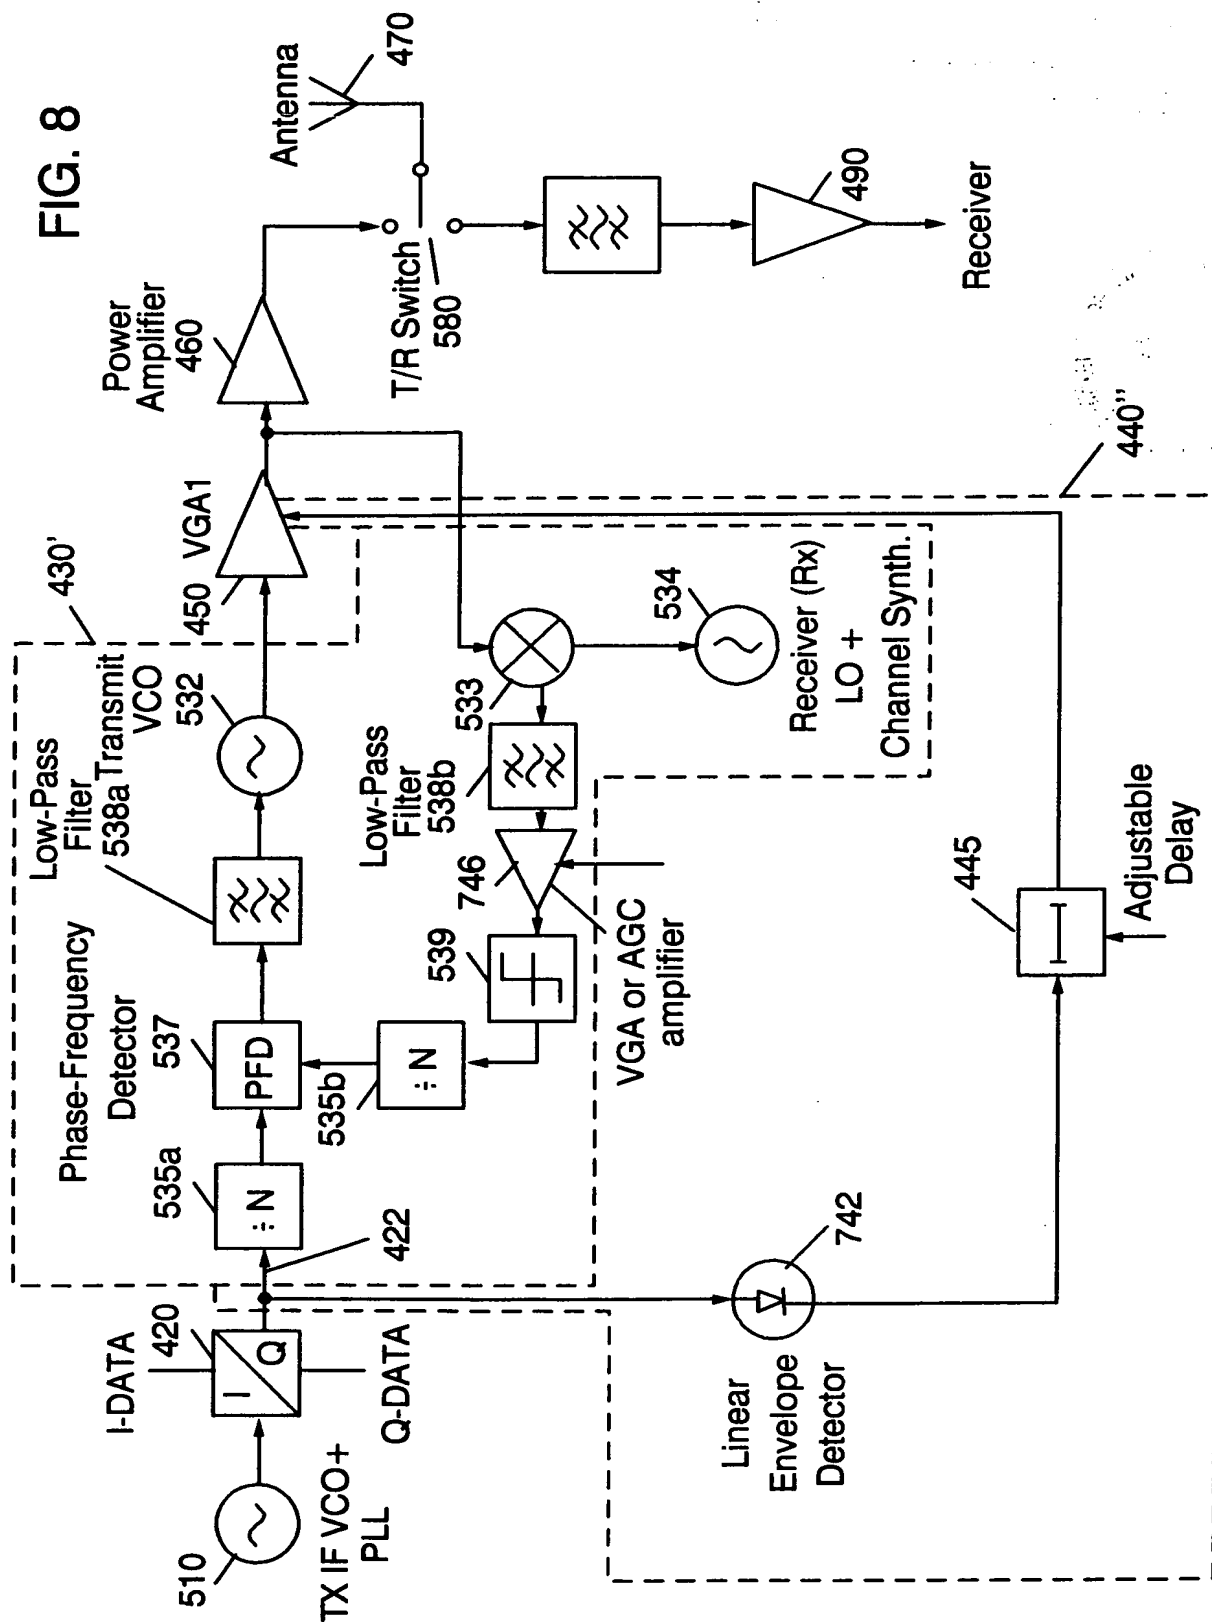 FIG. 8
Antenna
470
Power
Amplifier
460
T/R Switch
580
490
Receiver
430'
VGA1
450
440"
Low-Pass
Filter
538a
Transmit
VCO
532
533
534
Receiver (Rx)
LO +
Channel Synth.
Low-Pass
Filter
538b
746
VGA or AGC
amplifier
539
Phase-Frequency
Detector
537
PFD
535b
÷N
535a
÷N
422
I-DATA
420
I
Q
Q-DATA
510
TX IF VCO+
PLL
Linear
Envelope
Detector
742
445
Adjustable
Delay